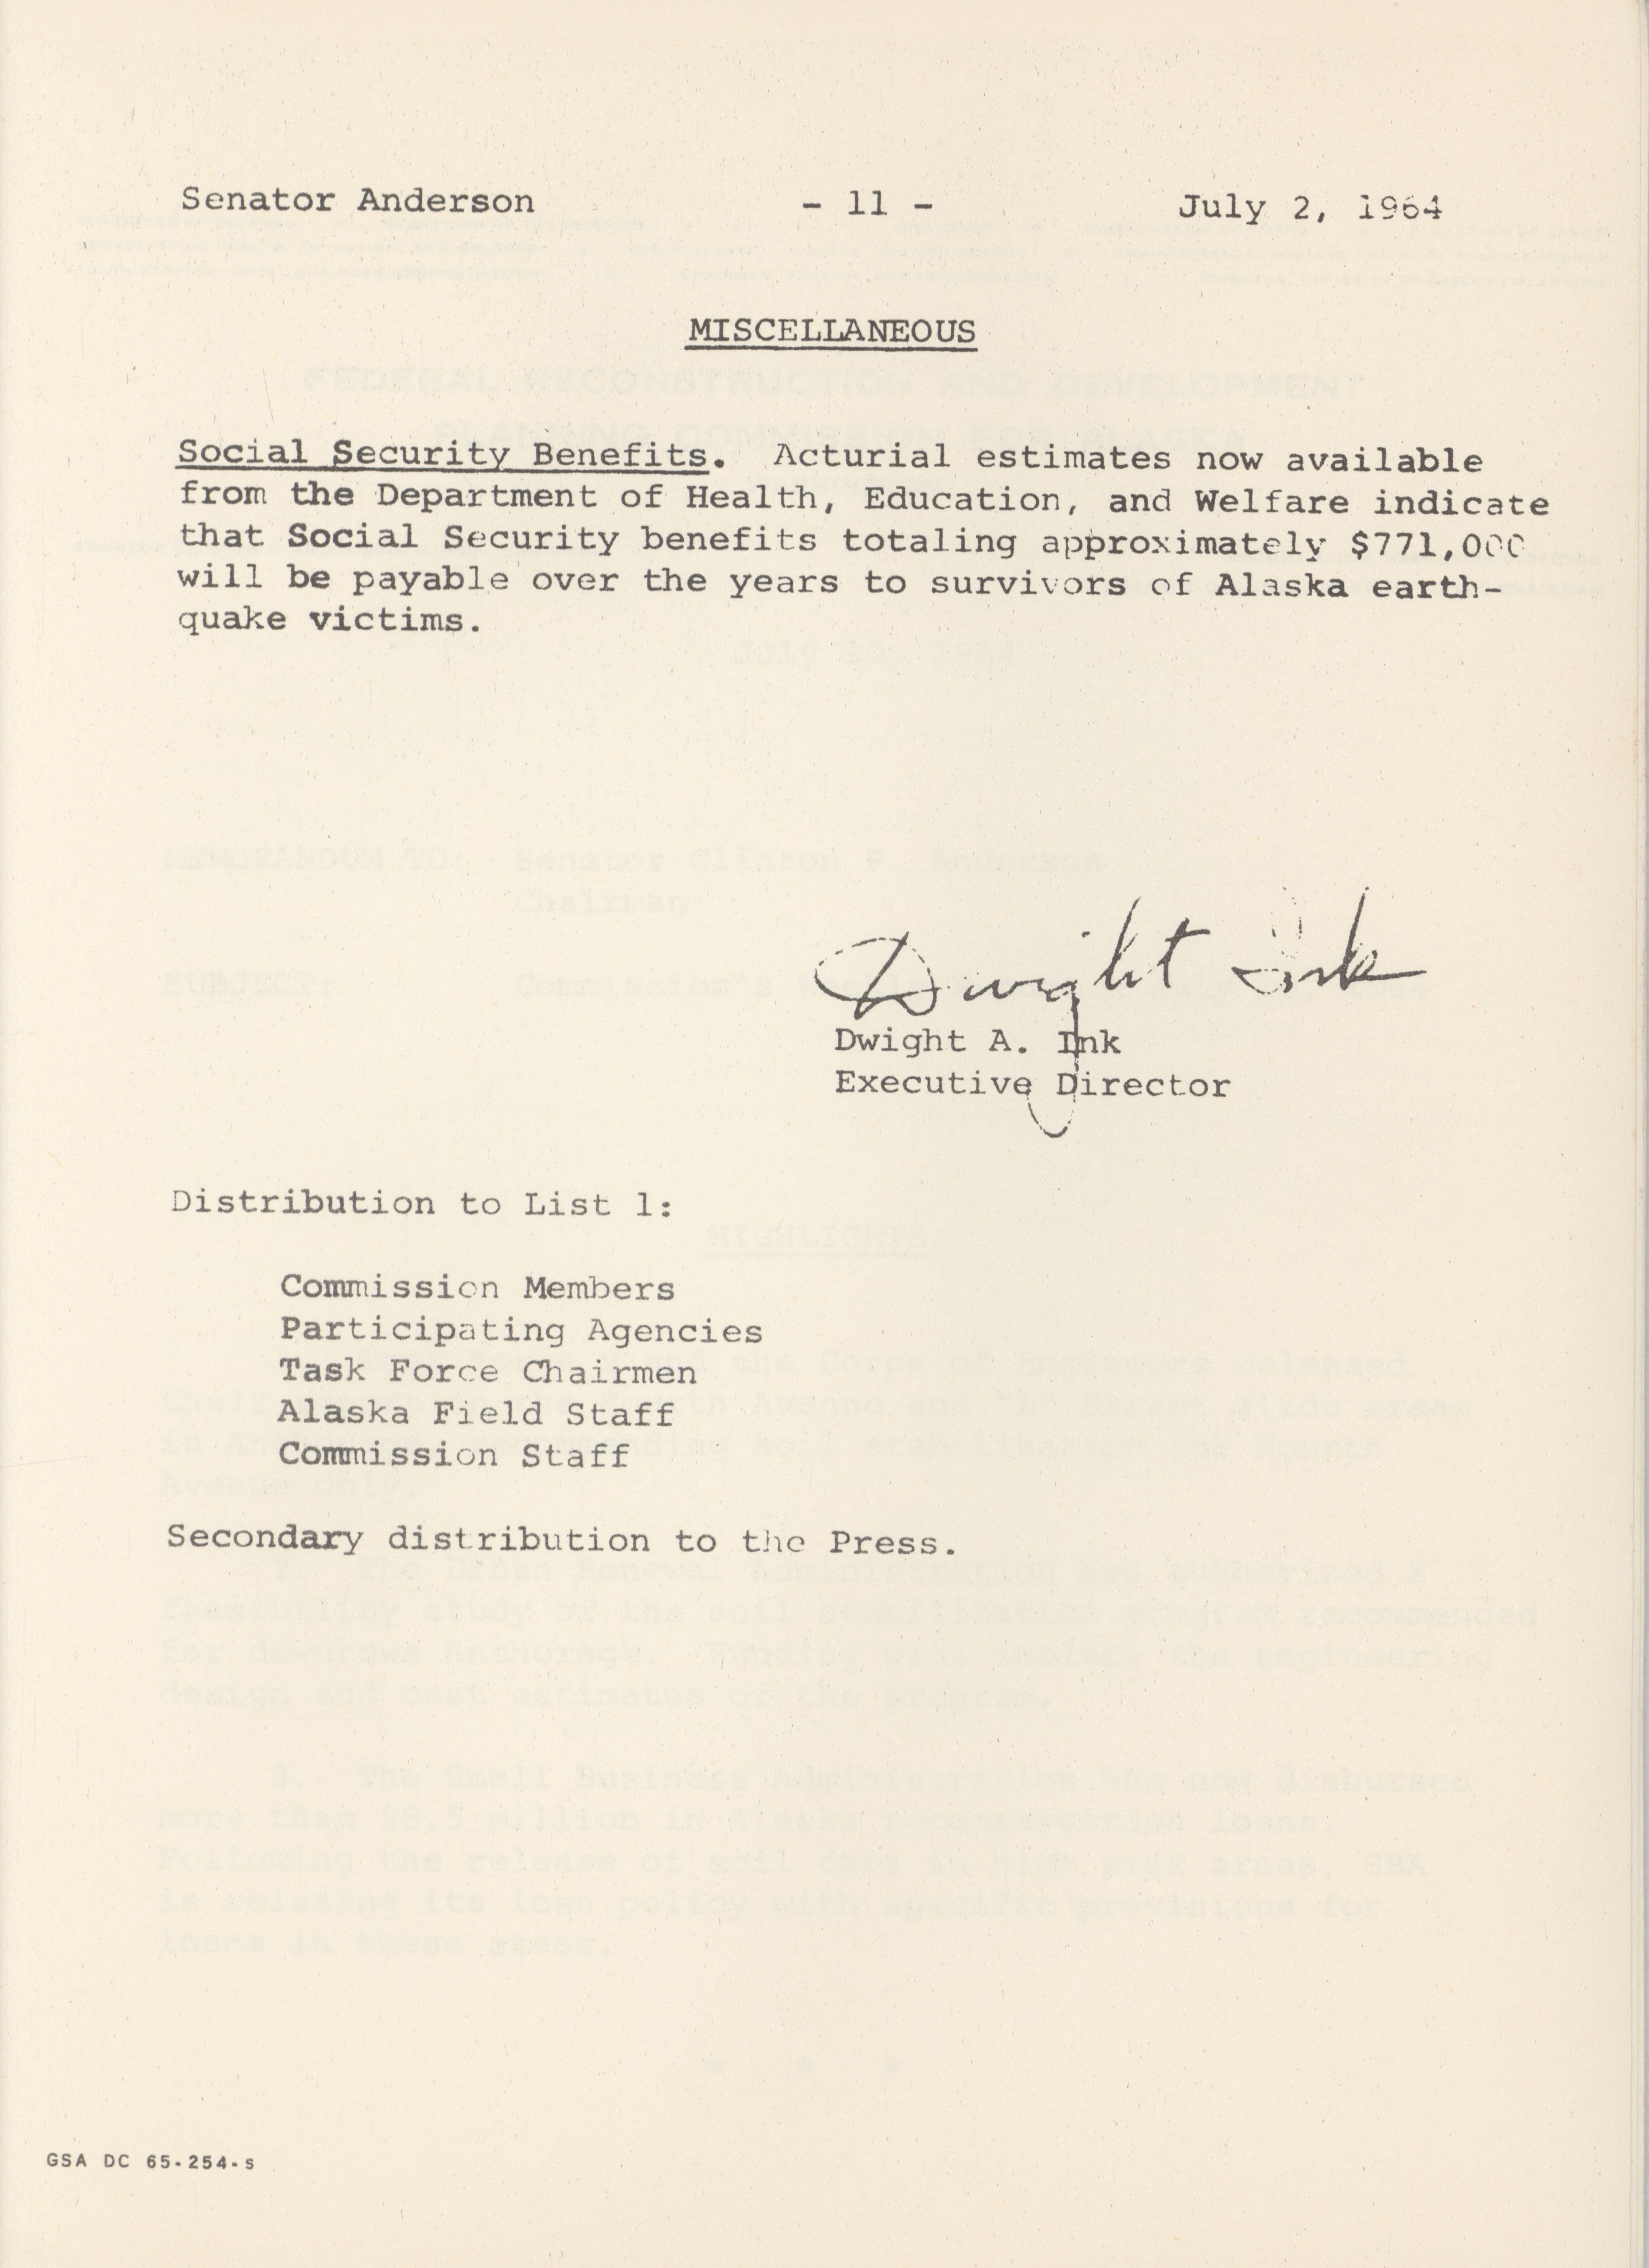 Senator Anderson - 11 - July 2, 1964
MISCELLANEOUS
Social Security Benefits. Acturial estimates now available
from the Department of Health, Education, and Welfare indicate
that Social Security benefits totaling approximately $771,000
will be payable over the years to survivors of Alaska earth-
quake victims.
Dwight Ink
Dwight A. Ink
Executive Director
Distribution to List 1:
Commission Members
Participating Agencies
Task Force Chairmen
Alaska Field Staff
Commission Staff
Secondary distribution to the Press.
GSA DC 65-254-s